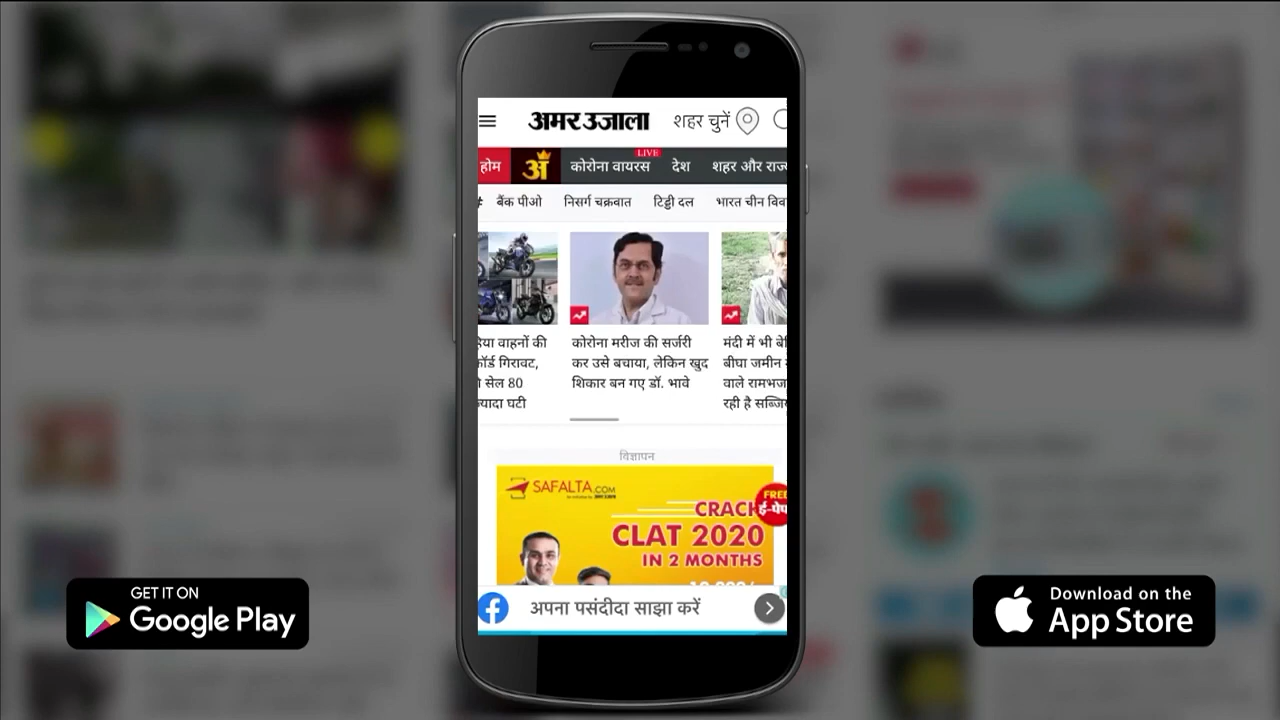 अमर उजाला शहर चुनें
होम अ कोरोना वायरस LIVE देश शहर और राज्य
# बैंक पीओ निसर्ग चक्रवात टिड्डी दल भारत चीन
वाहनों की
गिरावट,
सेल 80
घटी
कोरोना मरीज की सर्जरी
कर उसे बचाया, लेकिन खुद
शिकार बन गए डॉ. भावे
मंदी में भी
बीघा जमीन
वाले
रही है
विज्ञापन
SAFALTA.COM
CRACK
CLAT 2020
IN 2 MONTHS
FREE
अपना पसंदीदा साझा करें
GET IT ON
Google Play
Download on the
App Store